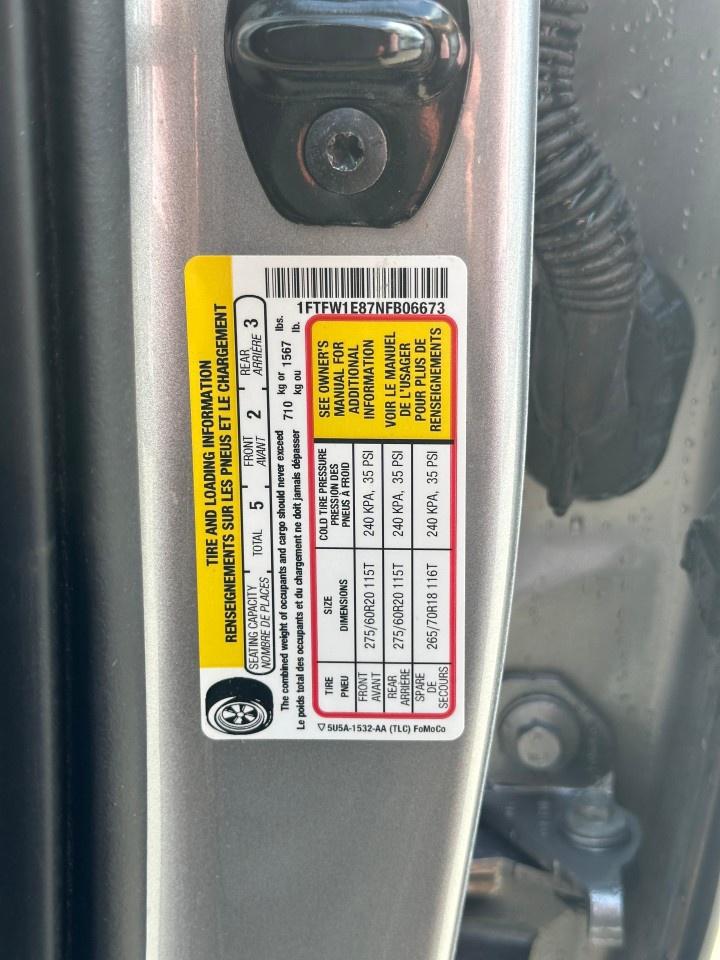 TIRE AND LOADING INFORMATION
RENSEIGNEMENTS SUR LES PNEUS ET LE CHARGEMENT
SEATING CAPACITY TOTAL 5 FRONT 2 REAR 3
NOMBRE DE PLACES AVANT ARRIÈRE
The combined weight of occupants and cargo should never exceed 710 kg or 1567 lbs.
Le poids total des occupants et du chargement ne doit jamais dépasser kg ou lb.
1FTFW1E87NFB06673
TIRE SIZE COLD TIRE PRESSURE
PNEU DIMENSIONS PRESSION DES
PNEUS À FROID
FRONT 275/60R20 115T 240 KPA, 35 PSI
AVANT
REAR 275/60R20 115T 240 KPA, 35 PSI
ARRIÈRE
SPARE 265/70R18 116T 240 KPA, 35 PSI
DE
SECOURS
SEE OWNER'S
MANUAL FOR
ADDITIONAL
INFORMATION
VOIR LE MANUEL
DE L'USAGER
POUR PLUS DE
RENSEIGNEMENTS
▽ 5U5A-1532-AA (TLC) FoMoCo